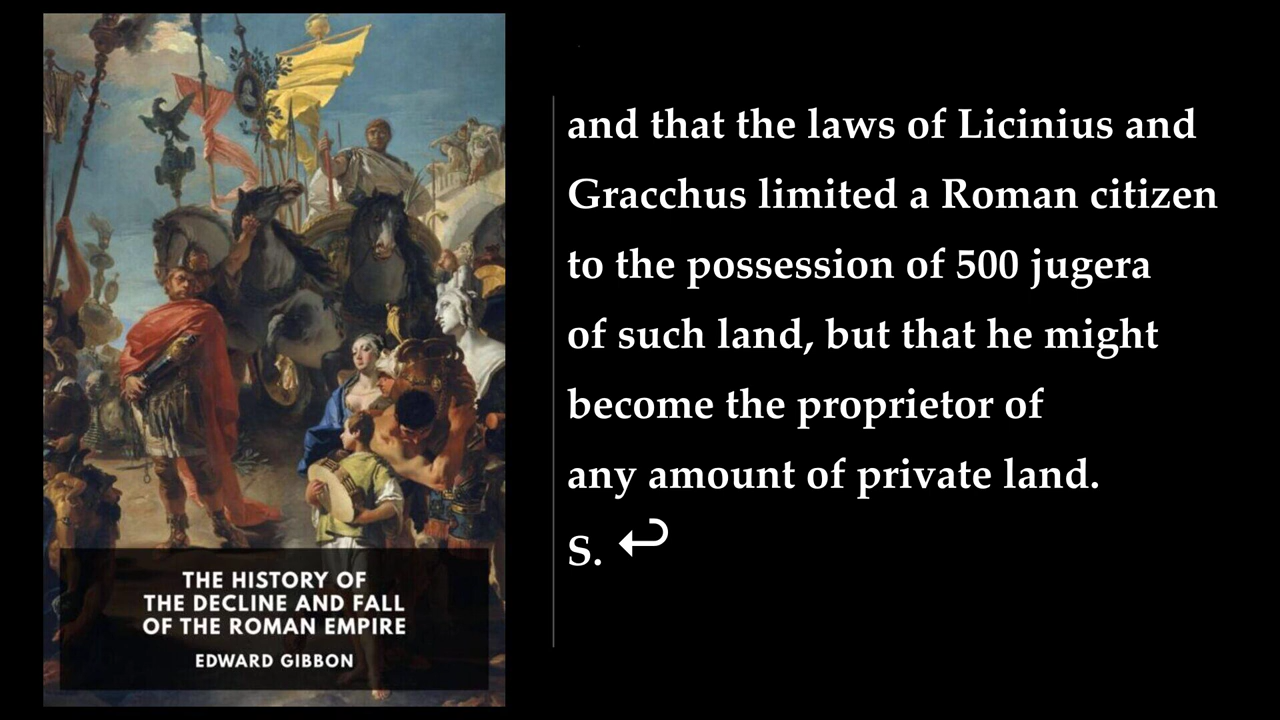 THE HISTORY OF
THE DECLINE AND FALL
OF THE ROMAN EMPIRE
EDWARD GIBBON
and that the laws of Licinius and
Gracchus limited a Roman citizen
to the possession of 500 jugera
of such land, but that he might
become the proprietor of
any amount of private land.
S. ↩